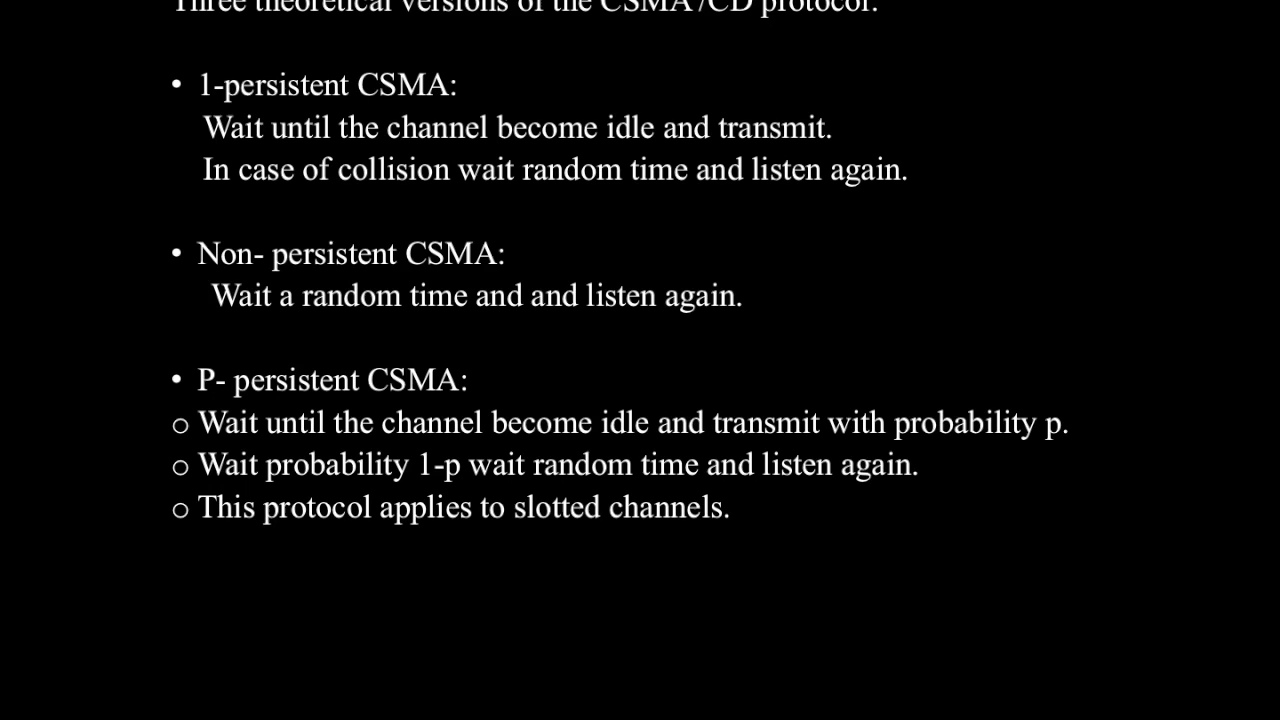 Three theoretical versions of the CSMA /CD protocol:
• 1-persistent CSMA:
Wait until the channel become idle and transmit.
In case of collision wait random time and listen again.
• Non- persistent CSMA:
Wait a random time and and listen again.
• P- persistent CSMA:
o Wait until the channel become idle and transmit with probability p.
o Wait probability 1-p wait random time and listen again.
o This protocol applies to slotted channels.